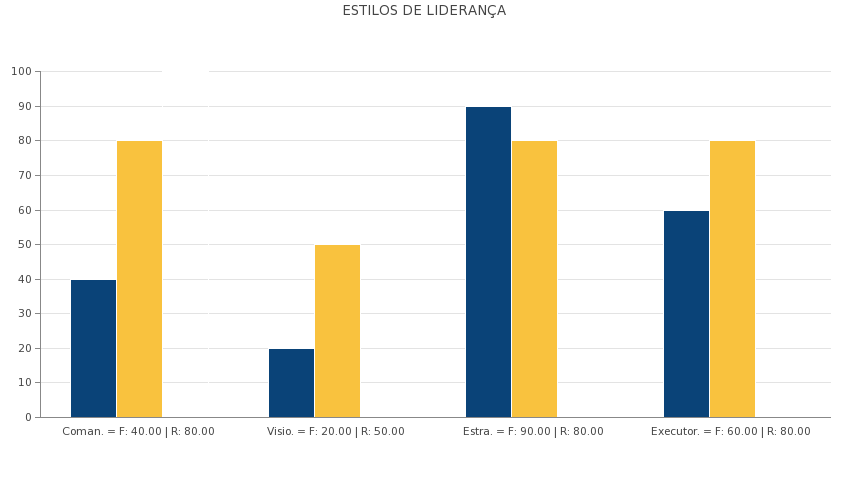 ESTILOS DE LIDERANÇA
100
90
80
70
60
50
40
30
20
10
0
Coman. = F: 40.00 | R: 80.00
Visio. = F: 20.00 | R: 50.00
Estra. = F: 90.00 | R: 80.00
Executor. = F: 60.00 | R: 80.00